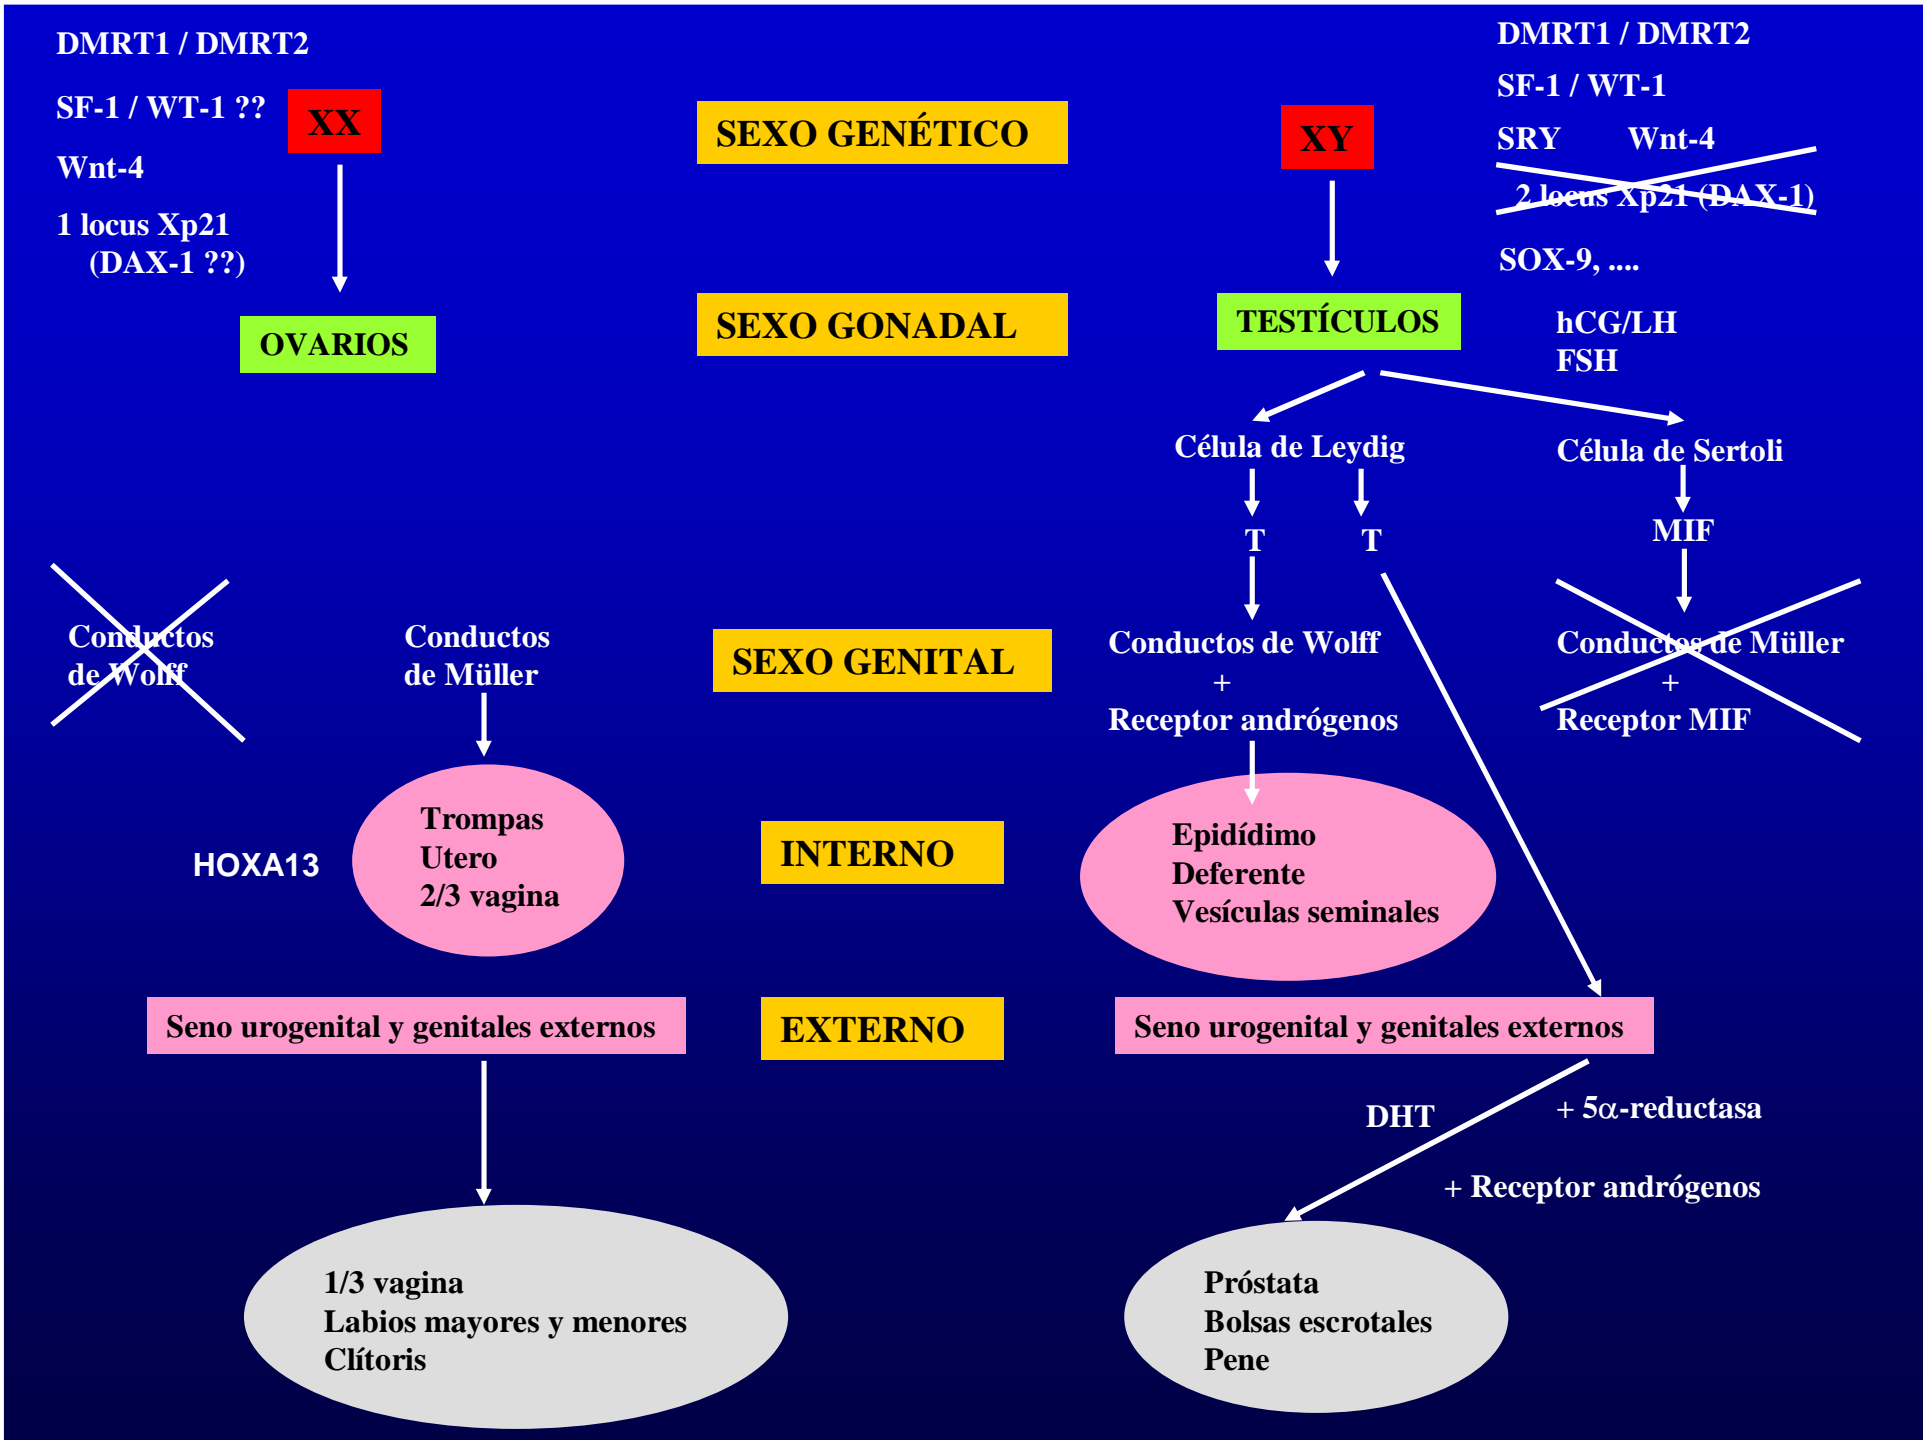 DMRT1 / DMRT2
SF-1 / WT-1 ??
Wnt-4
1 locus Xp21
(DAX-1 ??)
XX
OVARIOS
SEXO GENÉTICO
SEXO GONADAL
XY
DMRT1 / DMRT2
SF-1 / WT-1
SRY Wnt-4
2 locus Xp21 (DAX-1)
SOX-9, ....
TESTÍCULOS
hCG/LH
FSH
Célula de Leydig
Célula de Sertoli
T
T
MIF
Conductos
de Wolff
Conductos
de Müller
SEXO GENITAL
Conductos de Wolff
+
Receptor andrógenos
Conductos de Müller
+
Receptor MIF
HOXA13
Trompas
Utero
2/3 vagina
INTERNO
Epidídimo
Deferente
Vesículas seminales
Seno urogenital y genitales externos
EXTERNO
Seno urogenital y genitales externos
DHT
+ 5α-reductasa
+ Receptor andrógenos
1/3 vagina
Labios mayores y menores
Clítoris
Próstata
Bolsas escrotales
Pene